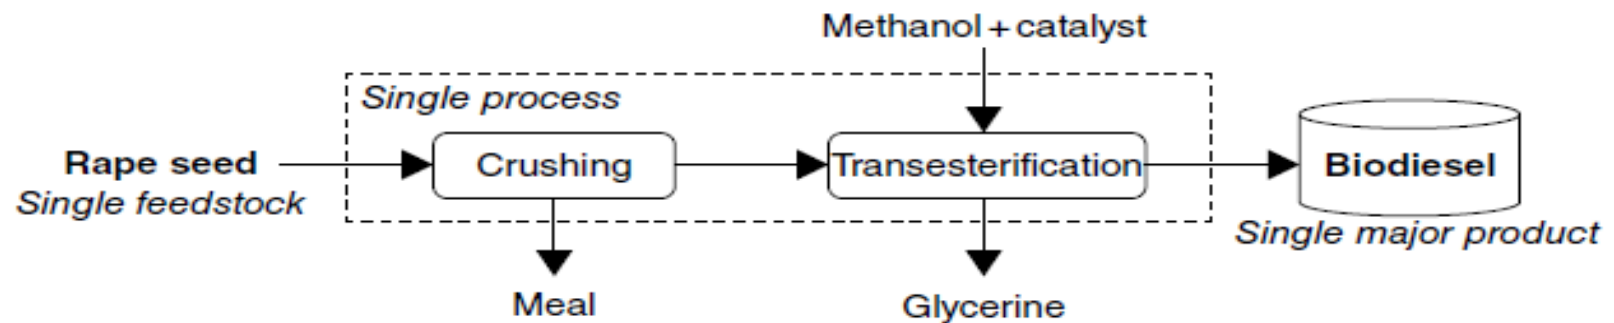 Methanol + catalyst
Single process
Rape seed
Single feedstock
Crushing
Transesterification
Biodiesel
Single major product
Meal
Glycerine